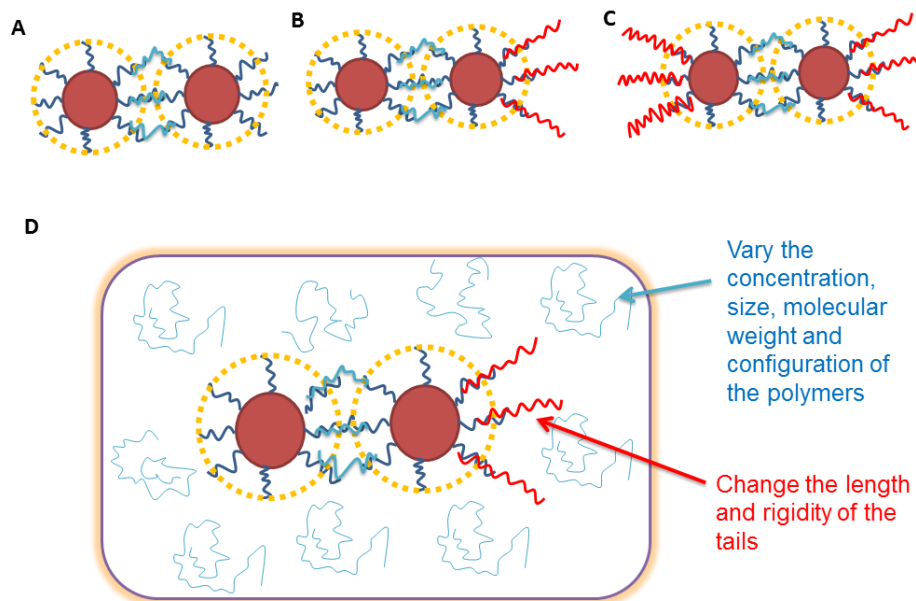 A
B
C
D
Vary the
concentration,
size, molecular
weight and
configuration of
the polymers
Change the length
and rigidity of the
tails